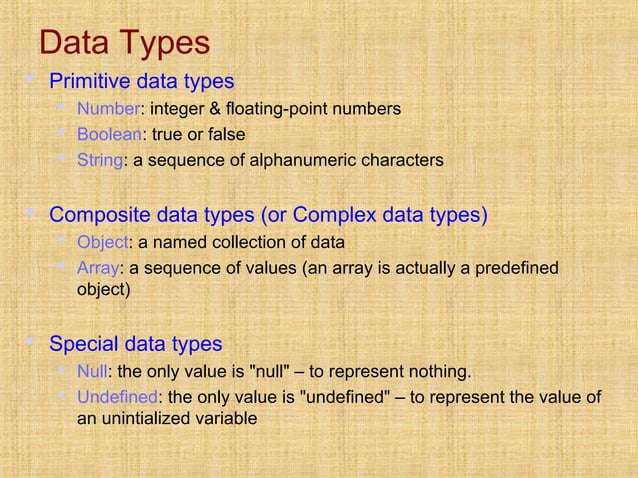 Data Types
Primitive data types
Number: integer & floating-point numbers
Boolean: true or false
String: a sequence of alphanumeric characters
Composite data types (or Complex data types)
Object: a named collection of data
Array: a sequence of values (an array is actually a predefined
object)
Special data types
Null: the only value is "null" – to represent nothing.
Undefined: the only value is "undefined" – to represent the value of
an unintialized variable